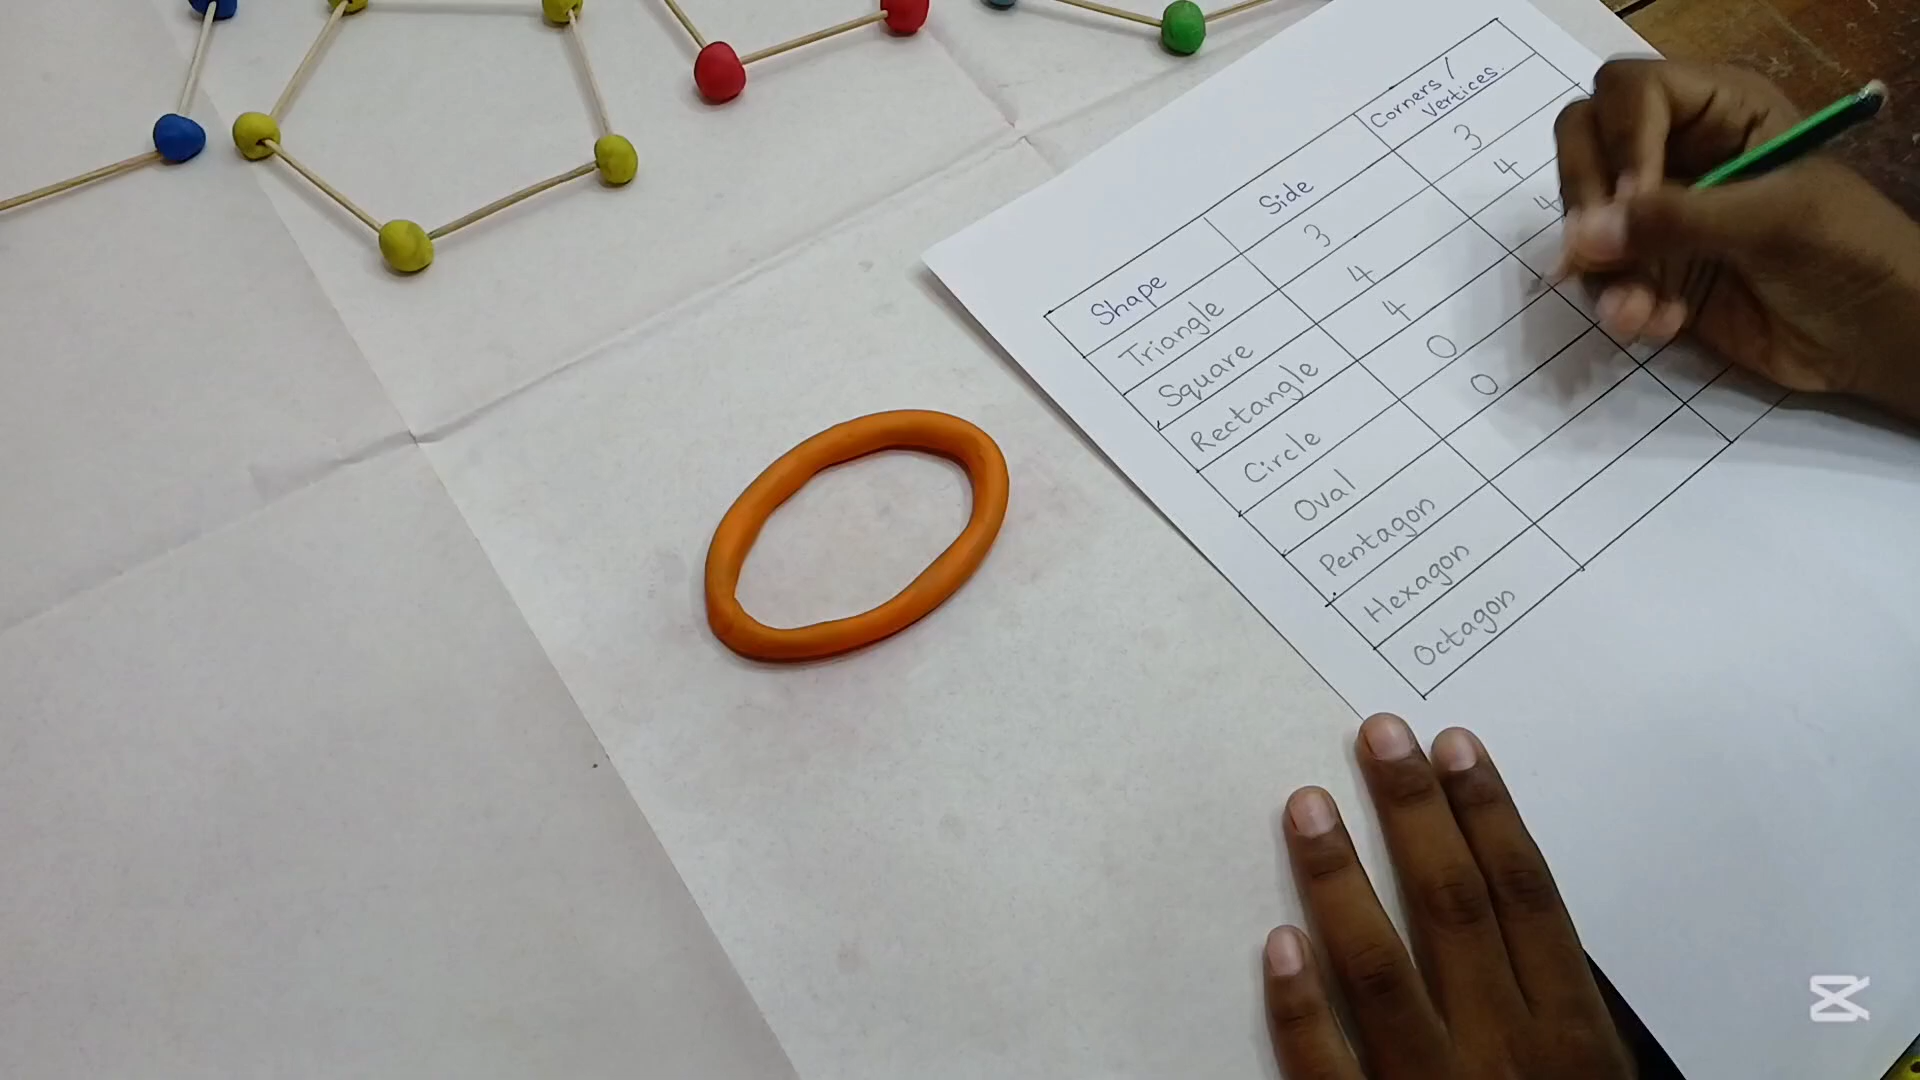 Shape Side Corners / Vertices.
Triangle 3 3
Square 4 4
Rectangle 4 4
Circle 0
Oval 0
Pentagon
Hexagon
Octagon